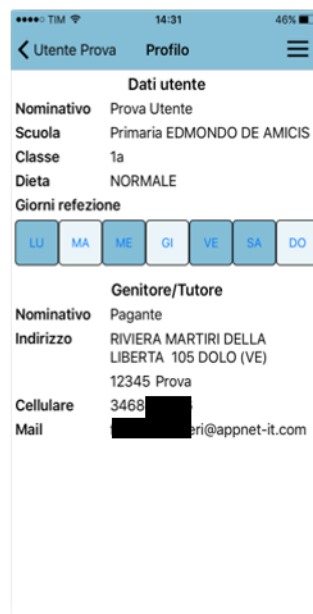 TIM 14:31 46%
Utente Prova Profilo
Dati utente
Nominativo Prova Utente
Scuola Primaria EDMONDO DE AMICIS
Classe 1a
Dieta NORMALE
Giorni refezione
LU MA ME GI VE SA DO
Genitore/Tutore
Nominativo Pagante
Indirizzo RIVIERA MARTIRI DELLA
LIBERTA 105 DOLO (VE)
12345 Prova
Cellulare 3468
Mail eri@appnet-it.com